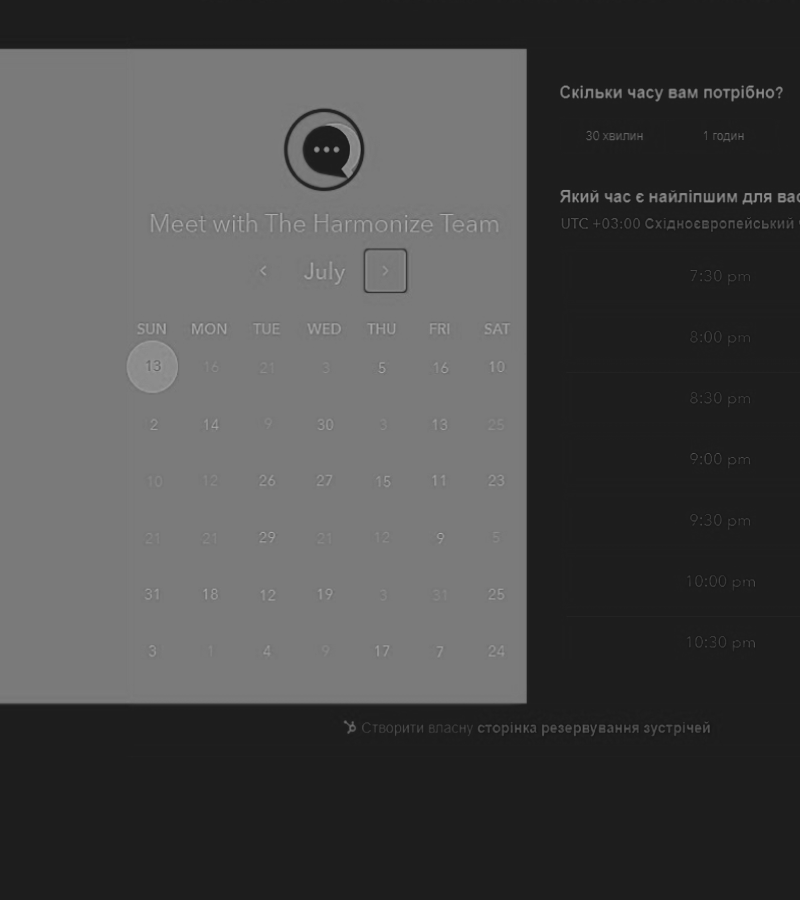 Meet with The Harmonize Team
July
SUN MON TUE WED THU FRI SAT
13 16 21 3 5 16 10
2 14 9 30 3 13 25
10 12 26 27 15 11 23
21 21 29 21 12 9 5
31 18 12 19 3 31 25
3 1 4 9 17 7 24
Скільки часу вам потрібно?
30 хвилин 1 годин
Який час є найліпшим для вас
UTC +03:00 Східноєвропейський
7:30 pm
8:00 pm
8:30 pm
9:00 pm
9:30 pm
10:00 pm
10:30 pm
Створити власну сторінка резервування зустрічей